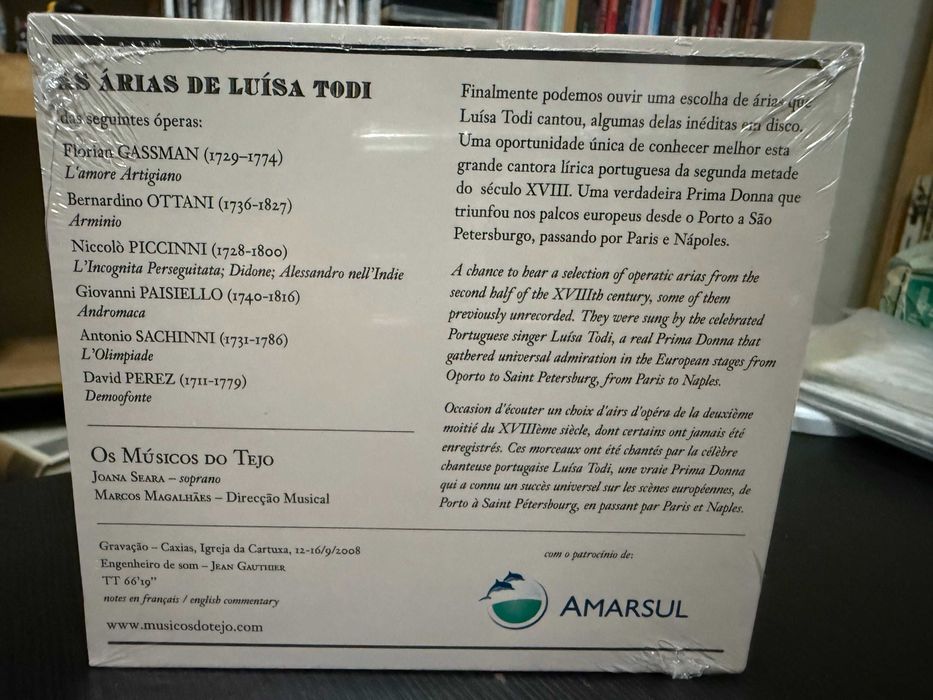 AS ÁRIAS DE LUÍSA TODI
das seguintes óperas:
Florian GASSMAN (1729–1774)
L'amore Artigiano
Bernardino OTTANI (1736-1827)
Arminio
Niccolò PICCINNI (1728-1800)
L'Incognita Perseguitata; Didone; Alessandro nell'Indie
Giovanni PAISIELLO (1740-1816)
Andromaca
Antonio SACHINNI (1731-1786)
L'Olimpiade
David PEREZ (1711-1779)
Demoofonte
Os Músicos do Tejo
Joana Seara – soprano
Marcos Magalhães – Direcção Musical
Finalmente podemos ouvir uma escolha de árias que
Luísa Todi cantou, algumas delas inéditas em disco.
Uma oportunidade única de conhecer melhor esta
grande cantora lírica portuguesa da segunda metade
do século XVIII. Uma verdadeira Prima Donna que
triunfou nos palcos europeus desde o Porto a São
Petersburgo, passando por Paris e Nápoles.
A chance to hear a selection of operatic arias from the
second half of the XVIIIth century, some of them
previously unrecorded. They were sung by the celebrated
Portuguese singer Luísa Todi, a real Prima Donna that
gathered universal admiration in the European stages from
Oporto to Saint Petersburg, from Paris to Naples.
Occasion d'écouter un choix d'airs d'opéra de la deuxième
moitié du XVIIIème siècle, dont certains ont jamais été
enregistrés. Ces morceaux ont été chantés par la célèbre
chanteuse portugaise Luísa Todi, une vraie Prima Donna
qui a connu un succès universel sur les scènes européennes, de
Porto à Saint Pétersbourg, en passant par Paris et Naples.
Gravação – Caxias, Igreja da Cartuxa, 12-16/9/2008
Engenheiro de som – Jean Gauthier
TT 66'19"
notes en français / english commentary
www.musicosdotejo.com
com o patrocínio de:
AMARSUL